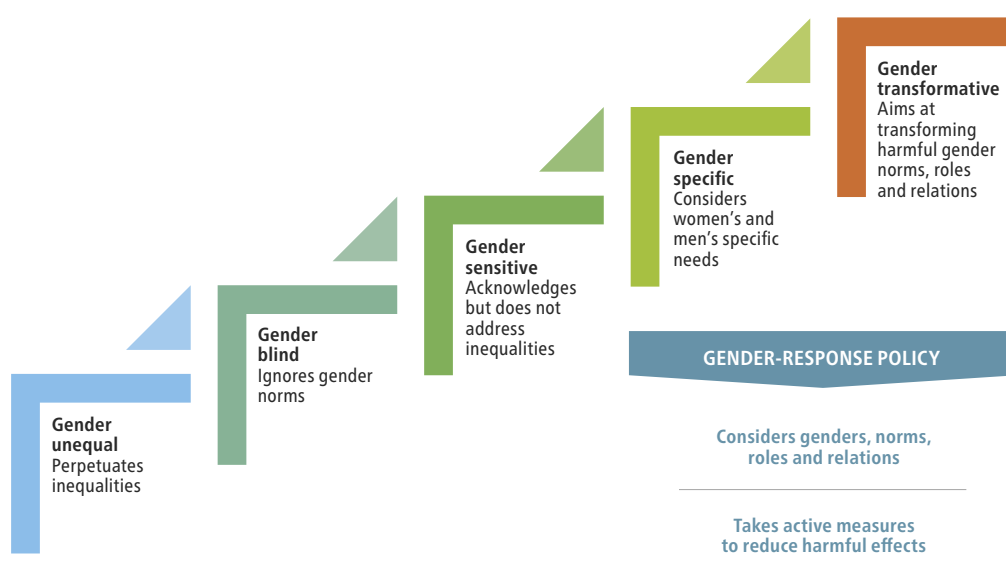 Gender
unequal
Perpetuates
inequalities
Gender
blind
Ignores gender
norms
Gender
sensitive
Acknowledges
but does not
address
inequalities
Gender
specific
Considers
women’s and
men’s specific
needs
Gender
transformative
Aims at
transforming
harmful gender
norms, roles
and relations
GENDER-RESPONSE POLICY
Considers genders, norms,
roles and relations
Takes active measures
to reduce harmful effects